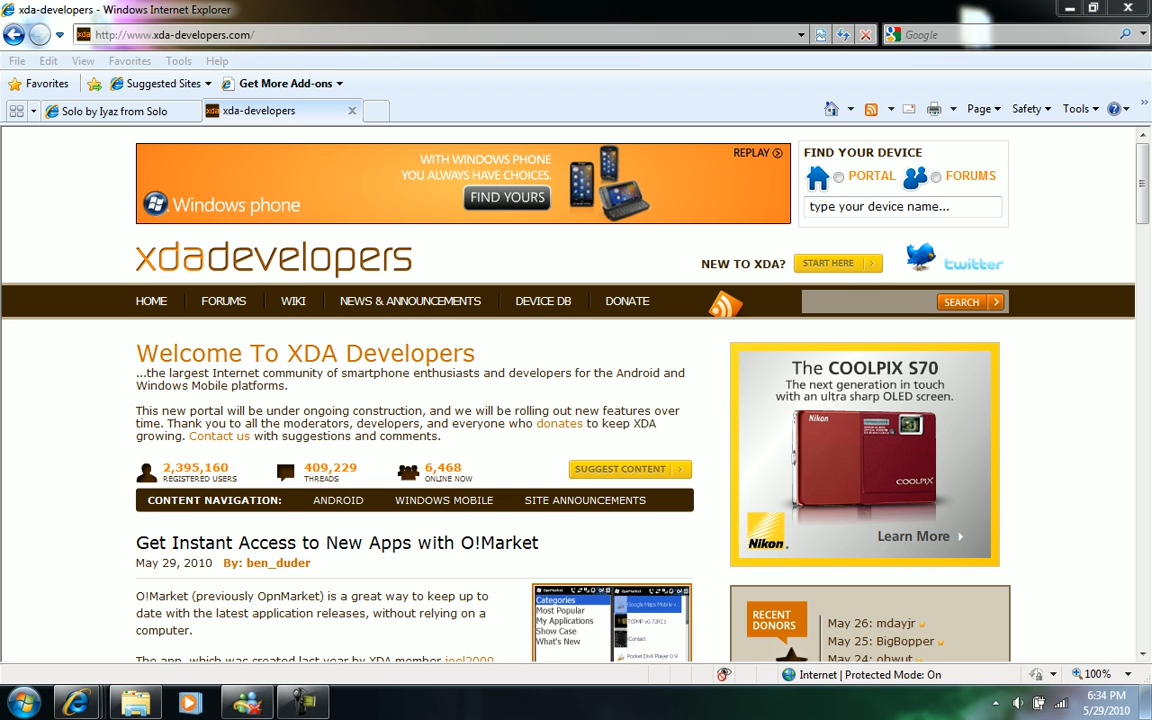 xda-developers - Windows Internet Explorer
http://www.xda-developers.com/
Google
File Edit View Favorites Tools Help
Favorites Suggested Sites Get More Add-ons
Solo by Iyaz from Solo xda-developers Page Safety Tools
WITH WINDOWS PHONE
YOU ALWAYS HAVE CHOICES.
FIND YOURS
REPLAY
Windows phone
FIND YOUR DEVICE
PORTAL FORUMS
type your device name...
xdadevelopers
NEW TO XDA? START HERE twitter
HOME FORUMS WIKI NEWS & ANNOUNCEMENTS DEVICE DB DONATE SEARCH
Welcome To XDA Developers
...the largest Internet community of smartphone enthusiasts and developers for the Android and
Windows Mobile platforms.
This new portal will be under ongoing construction, and we will be rolling out new features over
time. Thank you to all the moderators, developers, and everyone who donates to keep XDA
growing. Contact us with suggestions and comments.
2,395,160 409,229 6,468
REGISTERED USERS THREADS ONLINE NOW
SUGGEST CONTENT
CONTENT NAVIGATION: ANDROID WINDOWS MOBILE SITE ANNOUNCEMENTS
The COOLPIX S70
The next generation in touch
with an ultra sharp OLED screen.
Nikon
COOLPIX
Nikon.
Learn More
Get Instant Access to New Apps with O!Market
May 29, 2010 By: ben_duder
O!Market (previously OpnMarket) is a great way to keep up to
date with the latest application releases, without relying on a
computer.
The app, which was created last year by XDA member joel2009
OpnMarket OpnMarket
Categories
Most Popular
My Applications
Show Case
What's New
Google Maps Mobile
Contact
Pocket DivX Player 0.9
RECENT
DONORS
May 26: mdayjr
May 25: BigBopper
May 24: ohwut
Internet | Protected Mode: On 100%
6:34 PM
5/29/2010